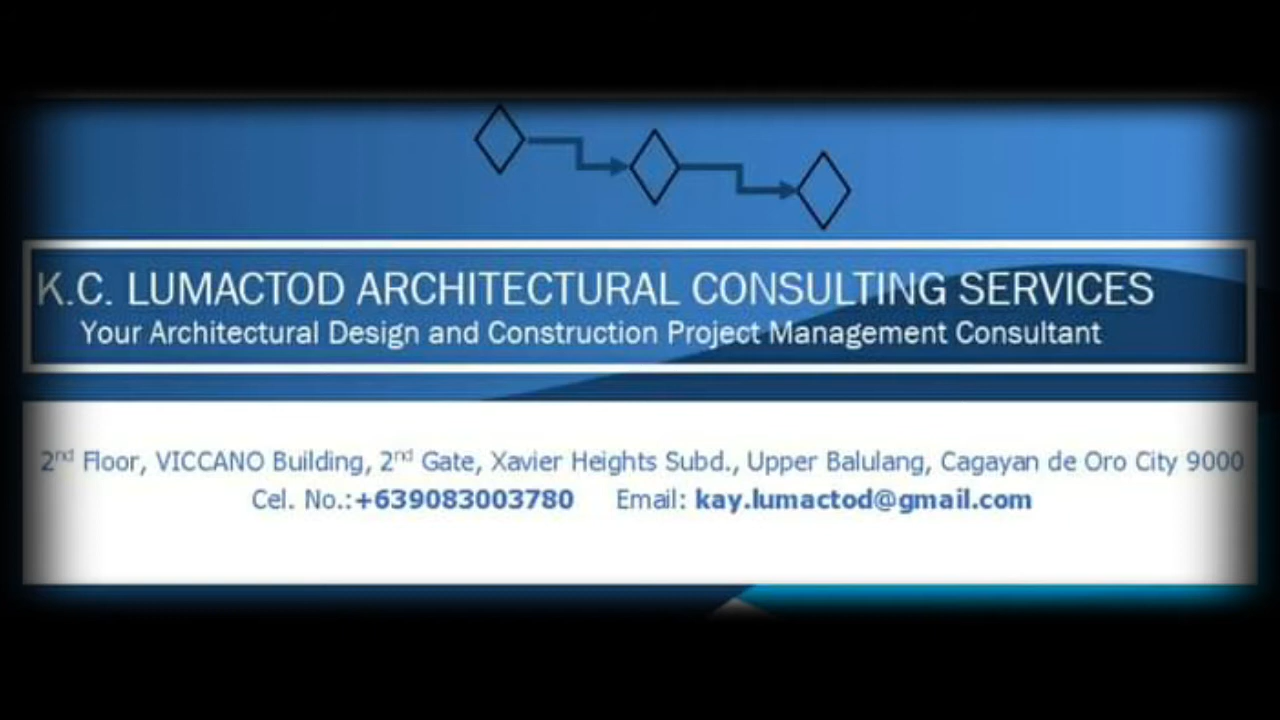 K.C. LUMACTOD ARCHITECTURAL CONSULTING SERVICES
Your Architectural Design and Construction Project Management Consultant
2nd Floor, VICCANO Building, 2nd Gate, Xavier Heights Subd., Upper Balulang, Cagayan de Oro City 9000
Cel. No.:+639083003780 Email: kay.lumactod@gmail.com